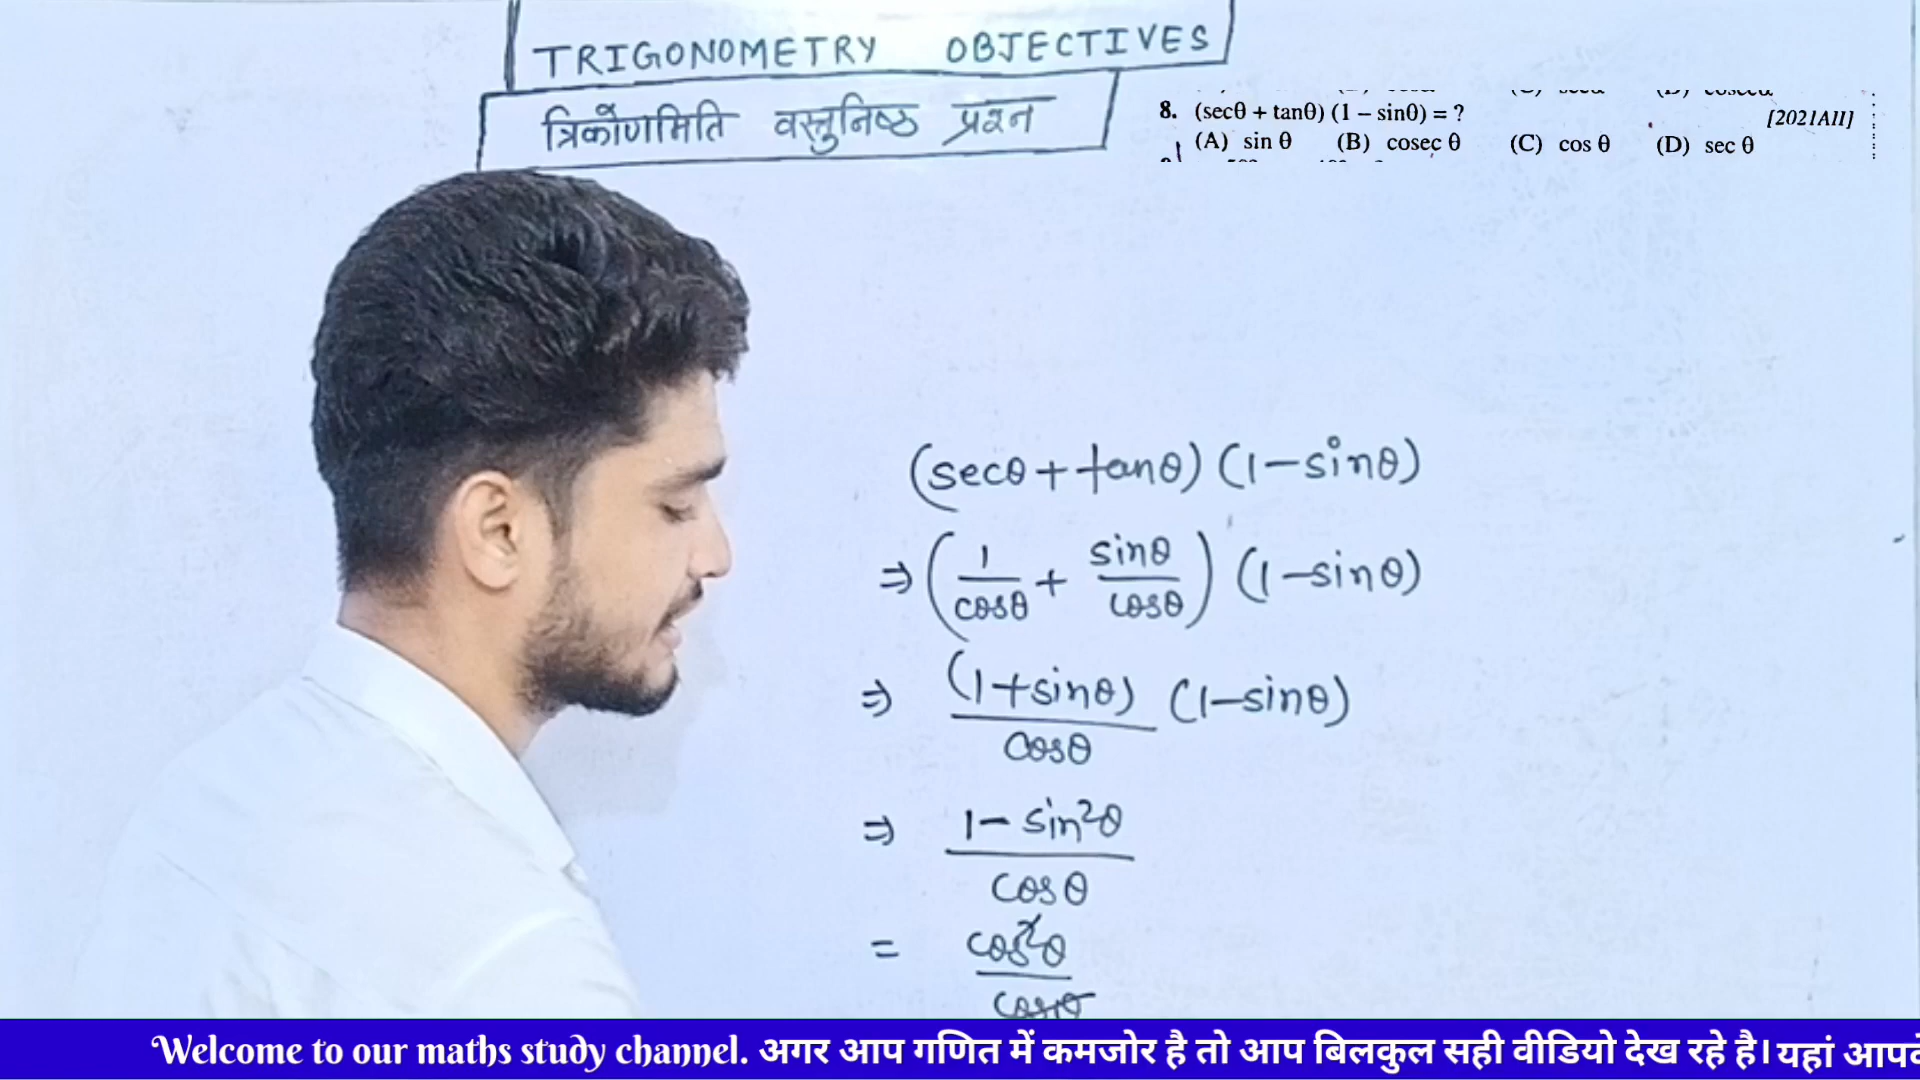 TRIGONOMETRY OBJECTIVES
त्रिकोणमिति वस्तुनिष्ठ प्रश्न
8. (secθ + tanθ) (1 – sinθ) = ?
[2021AII]
(A) sin θ (B) cosec θ (C) cos θ (D) sec θ
(secθ + tanθ) (1 – sinθ)
⇒ (1/cosθ + sinθ/cosθ) (1 – sinθ)
⇒ (1+sinθ)/cosθ (1–sinθ)
⇒ 1 – sin²θ / cosθ
= cos²θ / cosθ
Welcome to our maths study channel. अगर आप गणित में कमजोर है तो आप बिलकुल सही वीडियो देख रहे है। यहां